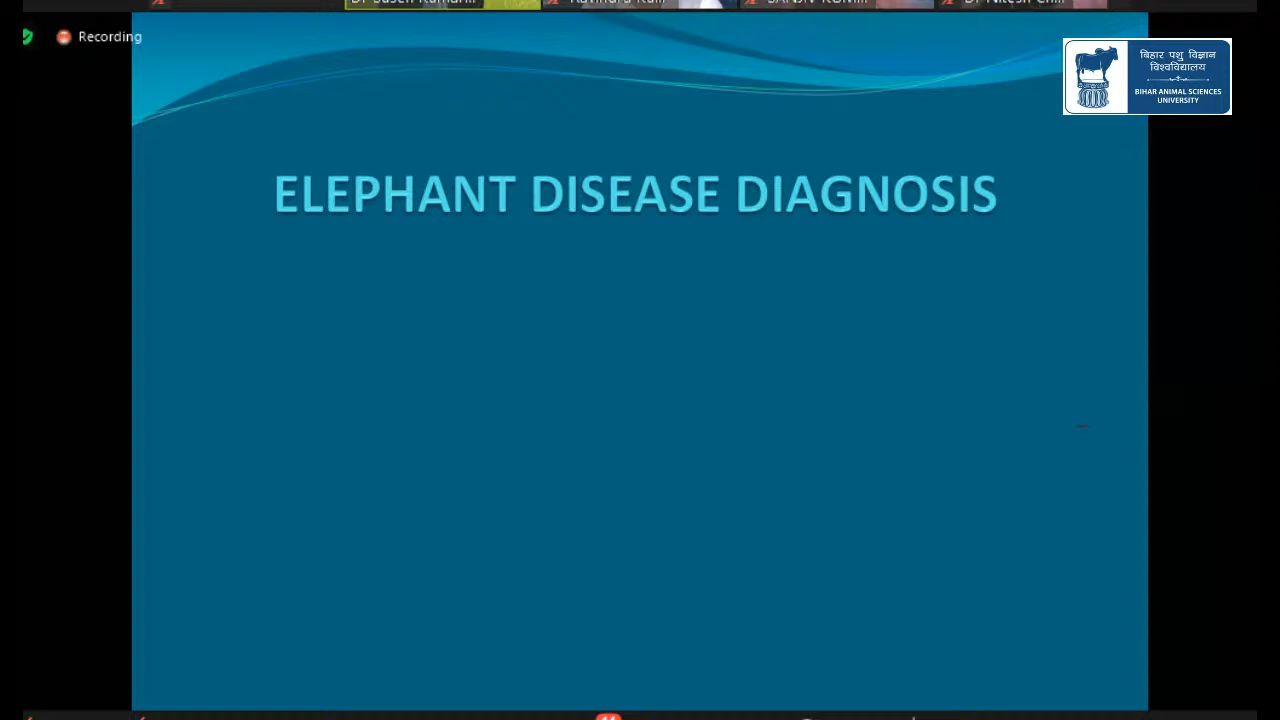 Recording
बिहार पशु विज्ञान
विश्वविद्यालय
BIHAR ANIMAL SCIENCES
UNIVERSITY
ELEPHANT DISEASE DIAGNOSIS